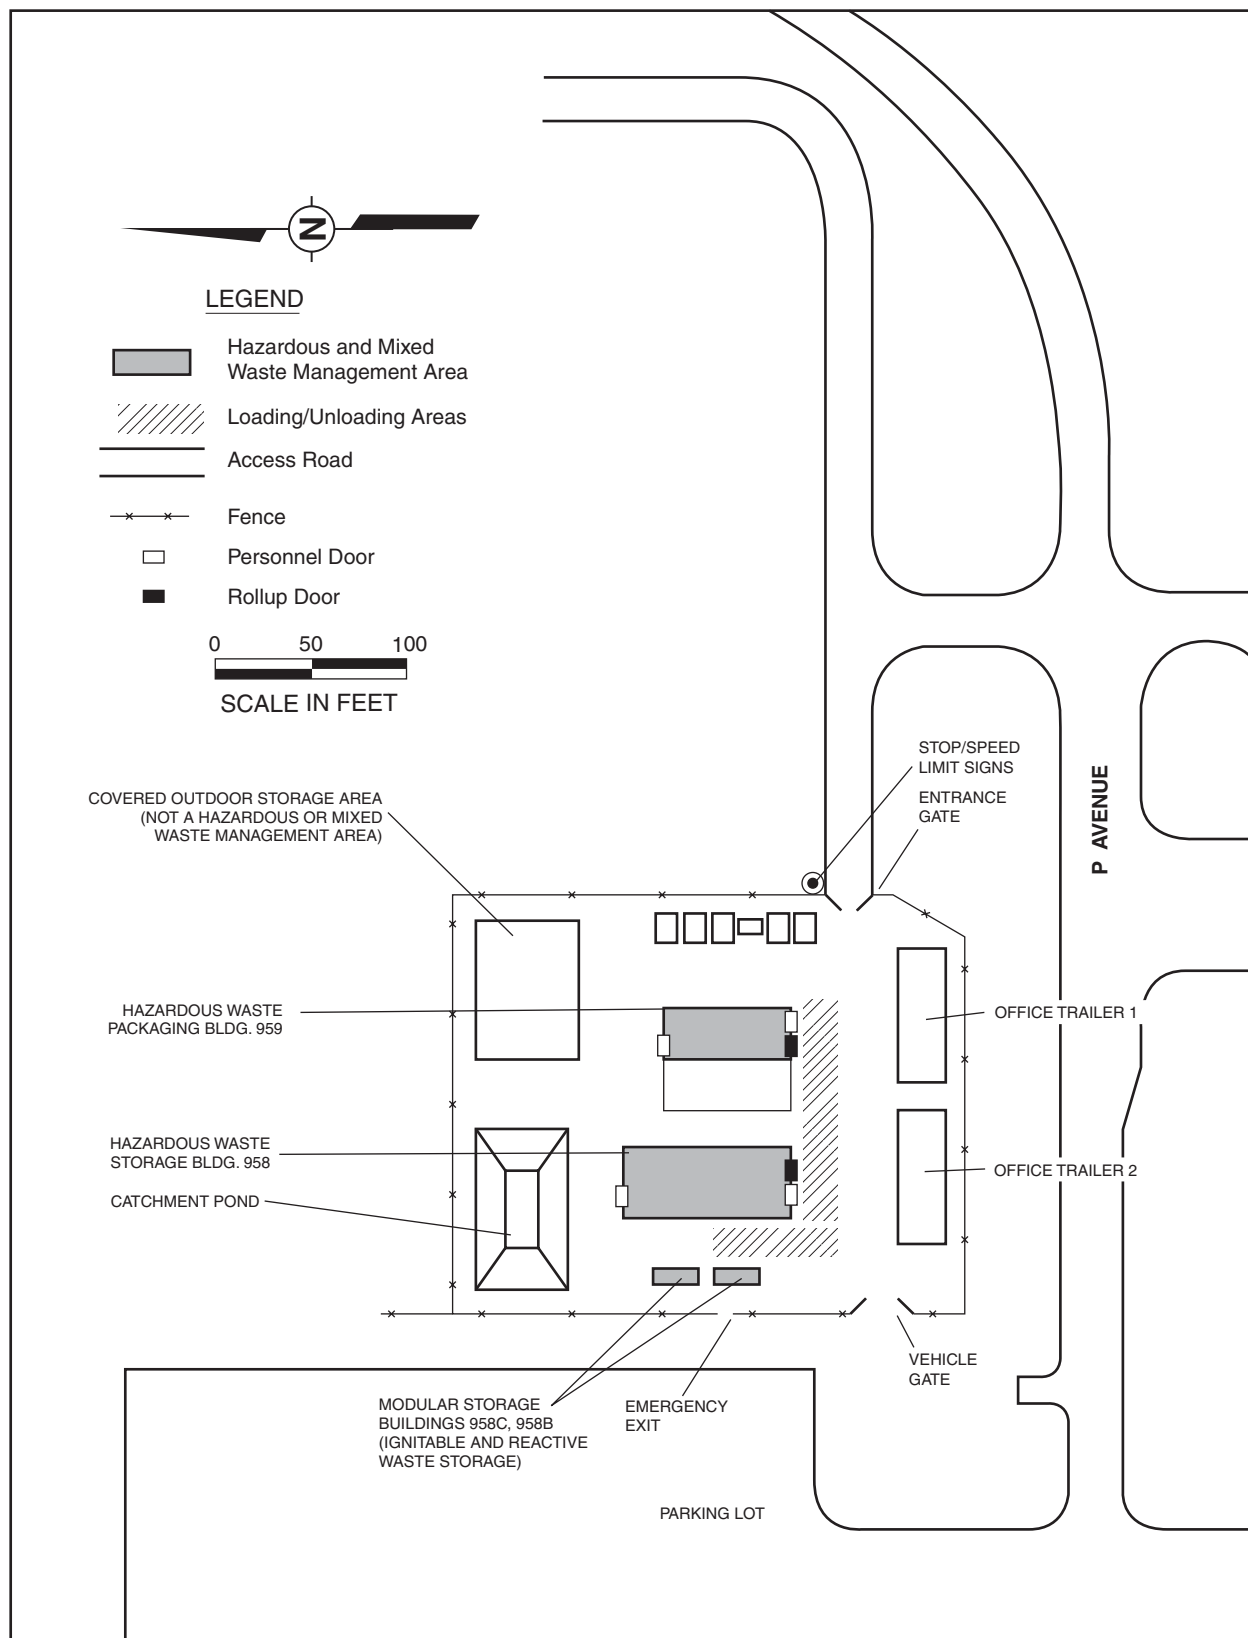 N
LEGEND
Hazardous and Mixed
Waste Management Area
Loading/Unloading Areas
Access Road
Fence
Personnel Door
Rollup Door
0 50 100
SCALE IN FEET
STOP/SPEED
LIMIT SIGNS
ENTRANCE
GATE
P AVENUE
COVERED OUTDOOR STORAGE AREA
(NOT A HAZARDOUS OR MIXED
WASTE MANAGEMENT AREA)
HAZARDOUS WASTE
PACKAGING BLDG. 959
OFFICE TRAILER 1
HAZARDOUS WASTE
STORAGE BLDG. 958
CATCHMENT POND
OFFICE TRAILER 2
VEHICLE
GATE
MODULAR STORAGE
BUILDINGS 958C, 958B
(IGNITABLE AND REACTIVE
WASTE STORAGE)
EMERGENCY
EXIT
PARKING LOT